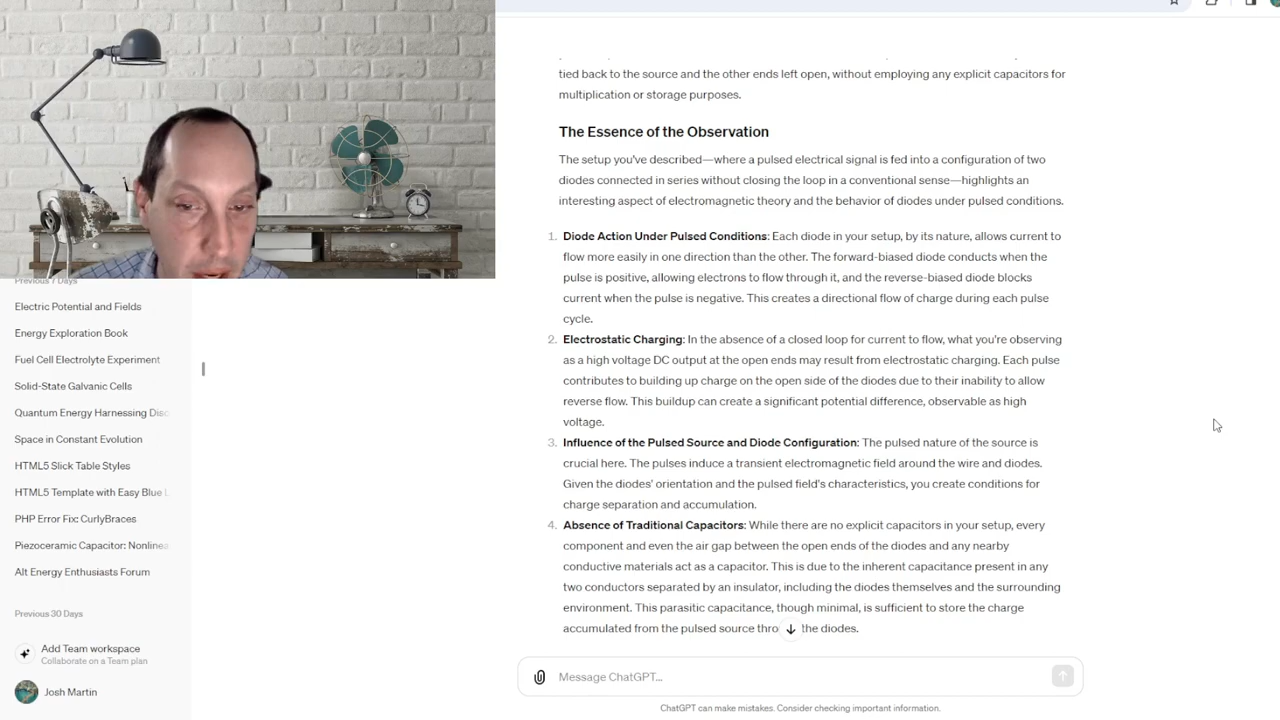 tied back to the source and the other ends left open, without employing any explicit capacitors for
multiplication or storage purposes.
The Essence of the Observation
The setup you've described—where a pulsed electrical signal is fed into a configuration of two
diodes connected in series without closing the loop in a conventional sense—highlights an
interesting aspect of electromagnetic theory and the behavior of diodes under pulsed conditions.
1. Diode Action Under Pulsed Conditions: Each diode in your setup, by its nature, allows current to
flow more easily in one direction than the other. The forward-biased diode conducts when the
pulse is positive, allowing electrons to flow through it, and the reverse-biased diode blocks
current when the pulse is negative. This creates a directional flow of charge during each pulse
cycle.
2. Electrostatic Charging: In the absence of a closed loop for current to flow, what you're observing
as a high voltage DC output at the open ends may result from electrostatic charging. Each pulse
contributes to building up charge on the open side of the diodes due to their inability to allow
reverse flow. This buildup can create a significant potential difference, observable as high
voltage.
3. Influence of the Pulsed Source and Diode Configuration: The pulsed nature of the source is
crucial here. The pulses induce a transient electromagnetic field around the wire and diodes.
Given the diodes' orientation and the pulsed field's characteristics, you create conditions for
charge separation and accumulation.
4. Absence of Traditional Capacitors: While there are no explicit capacitors in your setup, every
component and even the air gap between the open ends of the diodes and any nearby
conductive materials act as a capacitor. This is due to the inherent capacitance present in any
two conductors separated by an insulator, including the diodes themselves and the surrounding
environment. This parasitic capacitance, though minimal, is sufficient to store the charge
accumulated from the pulsed source thro the diodes.
Message ChatGPT...
ChatGPT can make mistakes. Consider checking important information.
Previous 7 Days
Electric Potential and Fields
Energy Exploration Book
Fuel Cell Electrolyte Experiment
Solid-State Galvanic Cells
Quantum Energy Harnessing Disc
Space in Constant Evolution
HTML5 Slick Table Styles
HTML5 Template with Easy Blue L
PHP Error Fix: CurlyBraces
Piezoceramic Capacitor: Nonlinea
Alt Energy Enthusiasts Forum
Previous 30 Days
Add Team workspace
Collaborate on a Team plan
Josh Martin